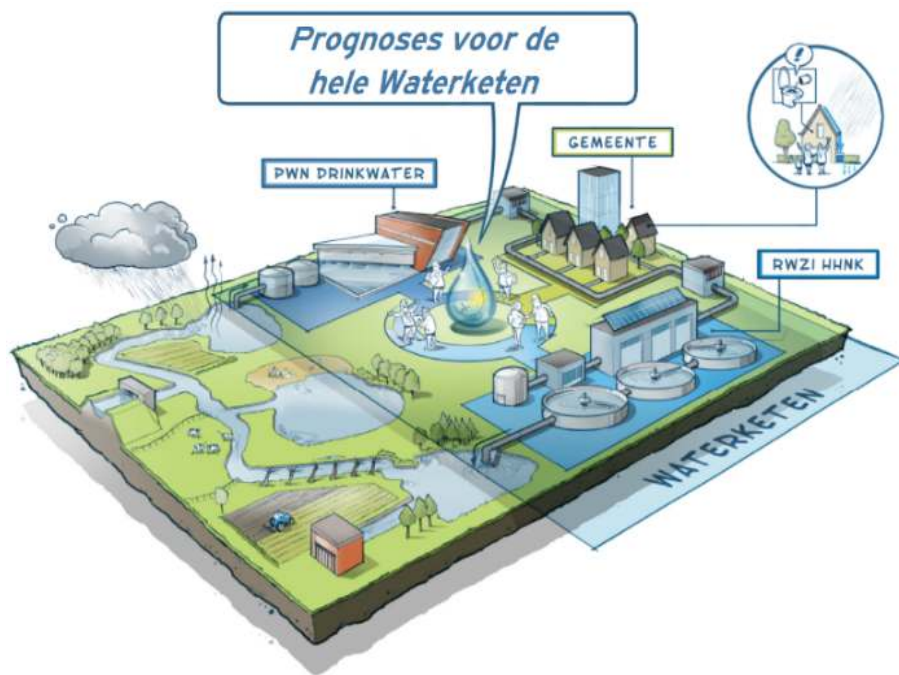 Prognoses voor de
hele Waterketen
GEMEENTE
PWN DRINKWATER
RWZI HHNK
WATERKETEN
!